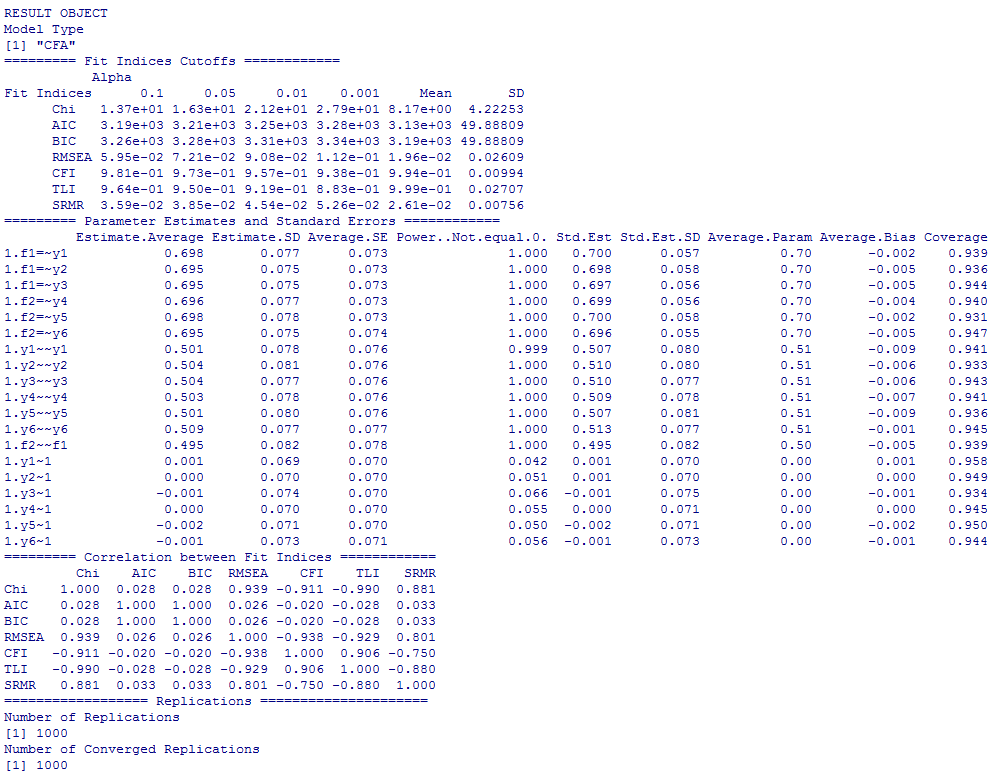 RESULT OBJECT
Model Type
[1] "CFA"
========= Fit Indices Cutoffs ============
           Alpha
Fit Indices      0.1     0.05     0.01    0.001     Mean       SD
      Chi   1.37e+01 1.63e+01 2.12e+01 2.79e+01 8.17e+00  4.22253
      AIC   3.19e+03 3.21e+03 3.25e+03 3.28e+03 3.13e+03 49.88809
      BIC   3.26e+03 3.28e+03 3.31e+03 3.34e+03 3.19e+03 49.88809
      RMSEA 5.95e-02 7.21e-02 9.08e-02 1.12e-01 1.96e-02  0.02609
      CFI   9.81e-01 9.73e-01 9.57e-01 9.38e-01 9.94e-01  0.00994
      TLI   9.64e-01 9.50e-01 9.19e-01 8.83e-01 9.99e-01  0.02707
      SRMR  3.59e-02 3.85e-02 4.54e-02 5.26e-02 2.61e-02  0.00756
========= Parameter Estimates and Standard Errors ============
         Estimate.Average Estimate.SD Average.SE Power..Not.equal.0. Std.Est Std.Est.SD Average.Param Average.Bias Coverage
1.f1=~y1            0.698       0.077      0.073               1.000   0.700      0.057          0.70       -0.002    0.939
1.f1=~y2            0.695       0.075      0.073               1.000   0.698      0.058          0.70       -0.005    0.936
1.f1=~y3            0.695       0.075      0.073               1.000   0.697      0.056          0.70       -0.005    0.944
1.f2=~y4            0.696       0.077      0.073               1.000   0.699      0.056          0.70       -0.004    0.940
1.f2=~y5            0.698       0.078      0.073               1.000   0.700      0.058          0.70       -0.002    0.931
1.f2=~y6            0.695       0.075      0.074               1.000   0.696      0.055          0.70       -0.005    0.947
1.y1~~y1            0.501       0.078      0.076               0.999   0.507      0.080          0.51       -0.009    0.941
1.y2~~y2            0.504       0.081      0.076               1.000   0.510      0.080          0.51       -0.006    0.933
1.y3~~y3            0.504       0.077      0.076               1.000   0.510      0.077          0.51       -0.006    0.943
1.y4~~y4            0.503       0.078      0.076               1.000   0.509      0.078          0.51       -0.007    0.941
1.y5~~y5            0.501       0.080      0.076               1.000   0.507      0.081          0.51       -0.009    0.936
1.y6~~y6            0.509       0.077      0.077               1.000   0.513      0.077          0.51       -0.001    0.945
1.f2~~f1            0.495       0.082      0.078               1.000   0.495      0.082          0.50       -0.005    0.939
1.y1~1              0.001       0.069      0.070               0.042   0.001      0.070          0.00        0.001    0.958
1.y2~1              0.000       0.070      0.070               0.051   0.001      0.070          0.00        0.000    0.949
1.y3~1             -0.001       0.074      0.070               0.066  -0.001      0.075          0.00       -0.001    0.934
1.y4~1              0.000       0.071      0.070               0.055   0.000      0.071          0.00        0.000    0.945
1.y5~1             -0.002       0.071      0.070               0.050  -0.002      0.071          0.00       -0.002    0.950
1.y6~1             -0.001       0.073      0.071               0.056  -0.001      0.073          0.00       -0.001    0.944
========= Correlation between Fit Indices ============
         Chi    AIC    BIC  RMSEA    CFI    TLI   SRMR
Chi    1.000  0.028  0.028  0.939 -0.911 -0.990  0.881
AIC    0.028  1.000  1.000  0.026 -0.020 -0.028  0.033
BIC    0.028  1.000  1.000  0.026 -0.020 -0.028  0.033
RMSEA  0.939  0.026  0.026  1.000 -0.938 -0.929  0.801
CFI   -0.911 -0.020 -0.020 -0.938  1.000  0.906 -0.750
TLI   -0.990 -0.028 -0.028 -0.929  0.906  1.000 -0.880
SRMR   0.881  0.033  0.033  0.801 -0.750 -0.880  1.000
================== Replications =====================
Number of Replications
[1] 1000
Number of Converged Replications
[1] 1000